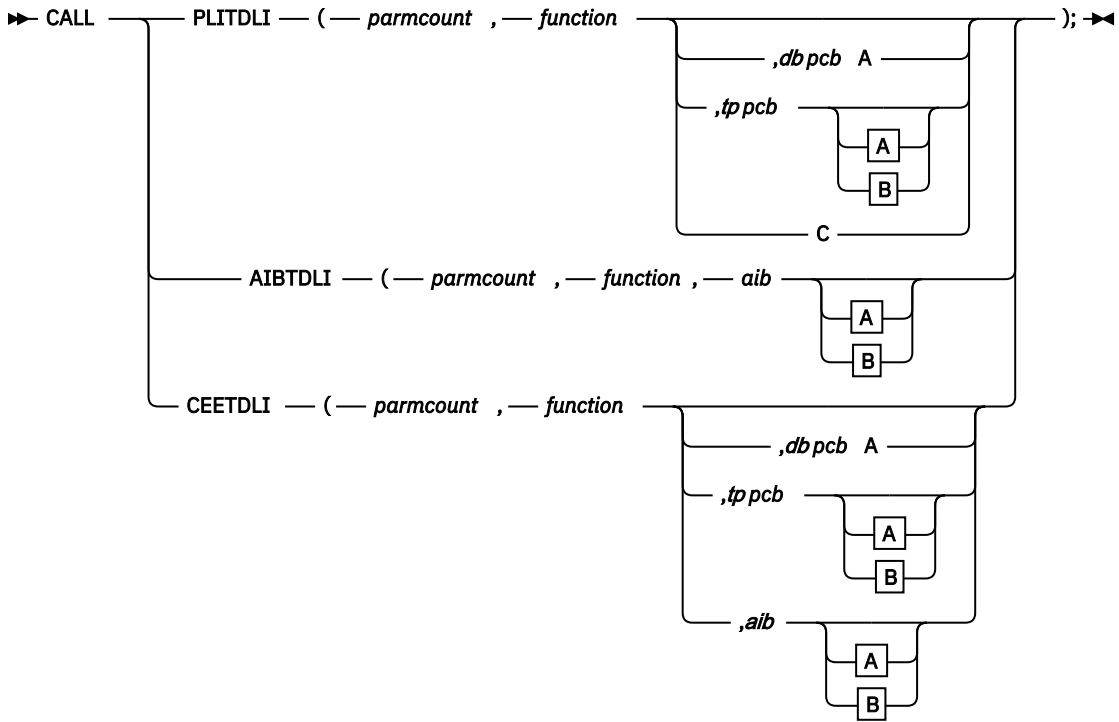 CALL PLITDLI ( parmcount , function );
,db pcb A
,tp pcb
A
B
C
AIBTDLI ( parmcount , function , aib
A
B
CEETDLI ( parmcount , function
,db pcb A
,tp pcb
A
B
,aib
A
B